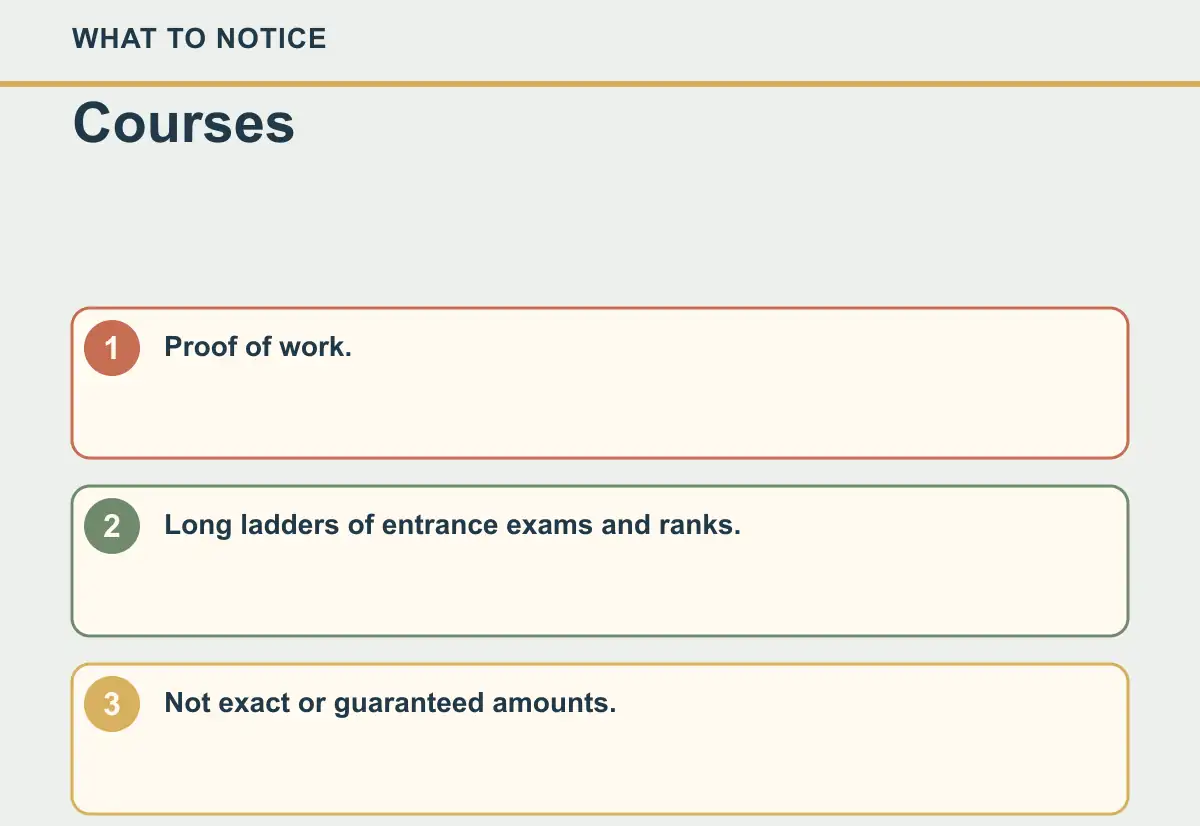 WHAT TO NOTICE
Courses
1 Proof of work.
2 Long ladders of entrance exams and ranks.
3 Not exact or guaranteed amounts.